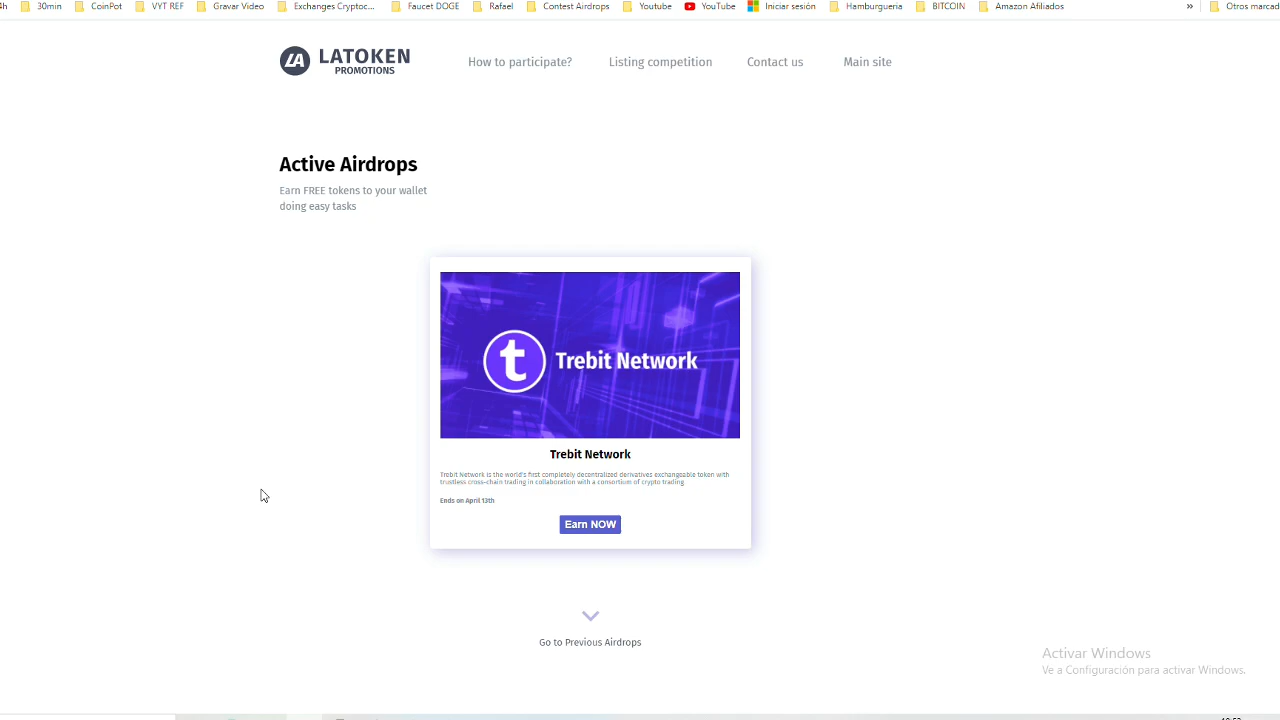 30min CoinPot VYT REF Gravar Video Exchanges Cryptoc... Faucet DOGE Rafael Contest Airdrops Youtube YouTube Iniciar sesión Hamburgueria BITCOIN Amazon Afiliados » Otros marcad
LA LATOKEN
PROMOTIONS
How to participate? Listing competition Contact us Main site
Active Airdrops
Earn FREE tokens to your wallet
doing easy tasks
t Trebit Network
Trebit Network
Trebit Network is the world's first completely decentralized derivatives exchangeable token with
trustless cross-chain trading in collaboration with a consortium of crypto trading
Ends on April 13th
Earn NOW
Go to Previous Airdrops
Activar Windows
Ve a Configuración para activar Windows.